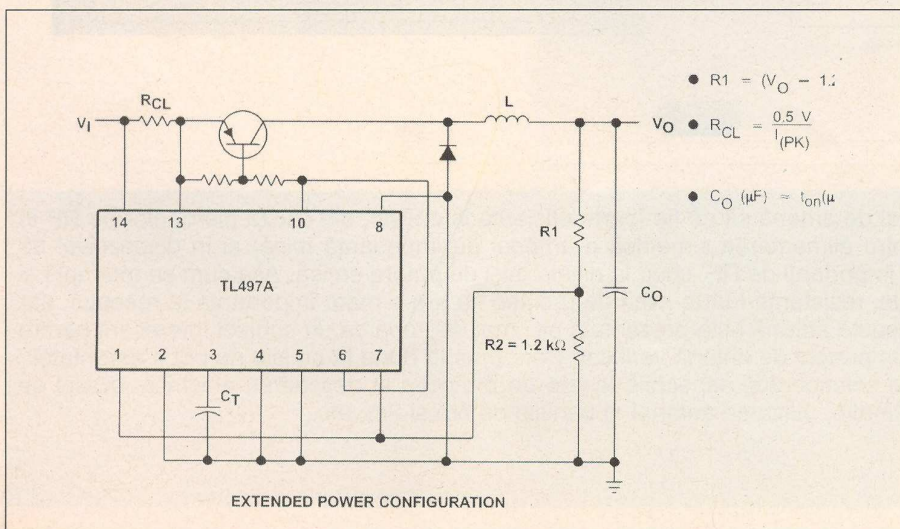 R1 = (V_O − 1.2
R_CL
V_I
L
V_O
R_CL = 0.5 V / I_(PK)
C_O (μF) ≈ t_on(μ
14 13 10 8
TL497A
R1
C_O
R2 = 1.2 kΩ
1 2 3 4 5 6 7
C_T
EXTENDED POWER CONFIGURATION